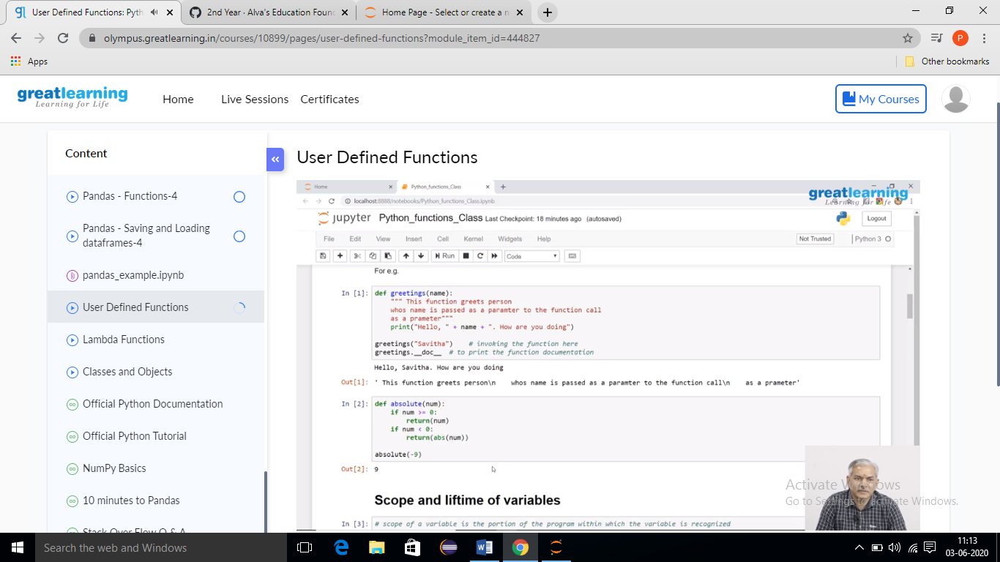 User Defined Functions: Pyth
2nd Year · Alva's Education Foun
Home Page - Select or create a n
olympus.greatlearning.in/courses/10899/pages/user-defined-functions?module_item_id=444827
P
Apps
Other bookmarks
greatlearning
Learning for Life
Home
Live Sessions
Certificates
My Courses
Content
Pandas - Functions-4
Pandas - Saving and Loading
dataframes-4
pandas_example.ipynb
User Defined Functions
Lambda Functions
Classes and Objects
Official Python Documentation
Official Python Tutorial
NumPy Basics
10 minutes to Pandas
Stack Over Flow Q & A
User Defined Functions
Home
Python_functions_Class
localhost:8888/notebooks/Python_functions_Class.ipynb
greatlearning
Learning for Life
jupyter Python_functions_Class Last Checkpoint: 18 minutes ago (autosaved)
Logout
File Edit View Insert Cell Kernel Widgets Help
Not Trusted
Python 3
Run
Code
For e.g.
In [1]: def greetings(name):
""" This function greets person
whos name is passed as a paramter to the function call
as a prameter"""
print("Hello, " + name + ". How are you doing")
greetings("Savitha") # invoking the function here
greetings.__doc__ # to print the function documentation
Hello, Savitha. How are you doing
Out[1]: ' This function greets person\n whos name is passed as a paramter to the function call\n as a prameter'
In [2]: def absolute(num):
if num >= 0:
return(num)
if num < 0:
return(abs(num))
absolute(-9)
Out[2]: 9
Scope and liftime of variables
In [3]: # scope of a variable is the portion of the program within which the variable is recognized
Activate Windows
Go to Settings to activate Windows.
Search the web and Windows
11:13
03-06-2020